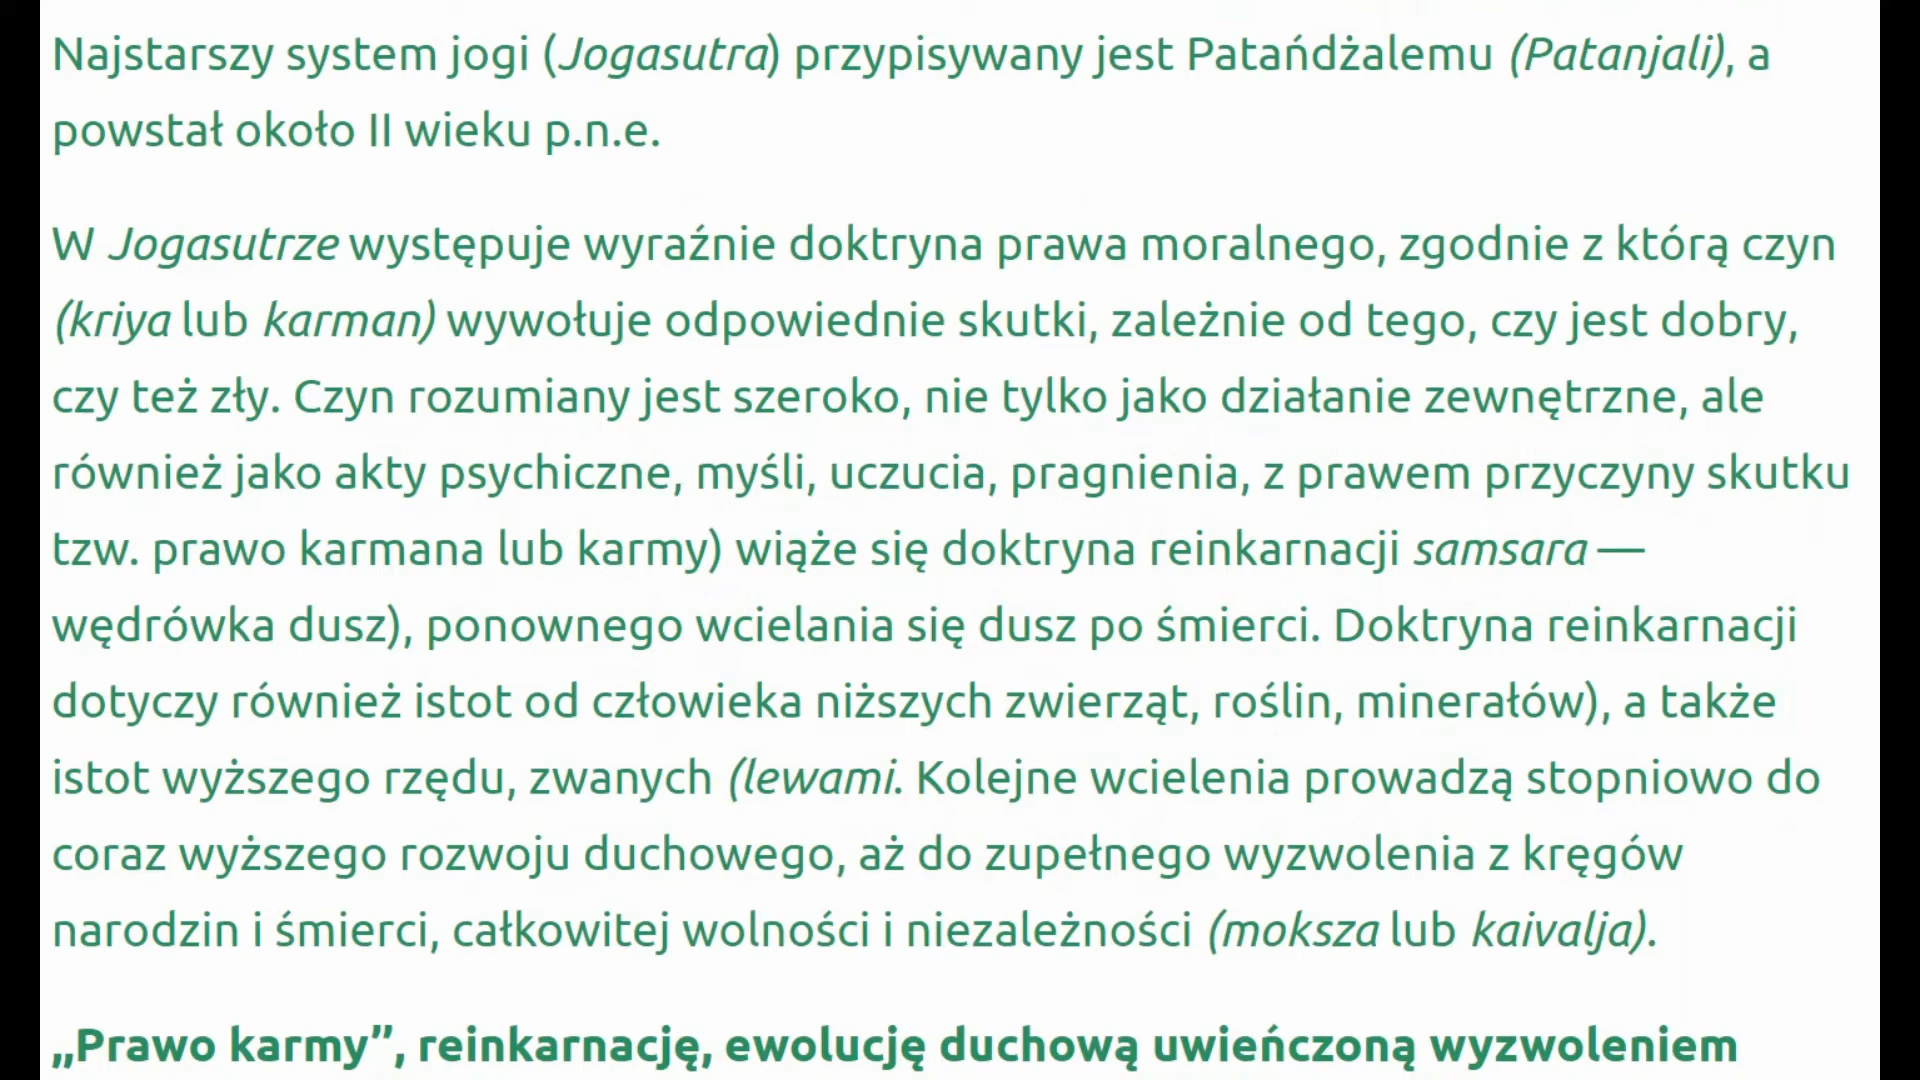 Najstarszy system jogi (Jogasutra) przypisywany jest Patańdżalemu (Patanjali), a
powstał około II wieku p.n.e.
W Jogasutrze występuje wyraźnie doktryna prawa moralnego, zgodnie z którą czyn
(kriya lub karman) wywołuje odpowiednie skutki, zależnie od tego, czy jest dobry,
czy też zły. Czyn rozumiany jest szeroko, nie tylko jako działanie zewnętrzne, ale
również jako akty psychiczne, myśli, uczucia, pragnienia, z prawem przyczyny skutku
tzw. prawo karmana lub karmy) wiąże się doktryna reinkarnacji samsara —
wędrówka dusz), ponownego wcielania się dusz po śmierci. Doktryna reinkarnacji
dotyczy również istot od człowieka niższych zwierząt, roślin, minerałów), a także
istot wyższego rzędu, zwanych (lewami. Kolejne wcielenia prowadzą stopniowo do
coraz wyższego rozwoju duchowego, aż do zupełnego wyzwolenia z kręgów
narodzin i śmierci, całkowitej wolności i niezależności (moksza lub kaivalja).
„Prawo karmy”, reinkarnację, ewolucję duchową uwieńczoną wyzwoleniem